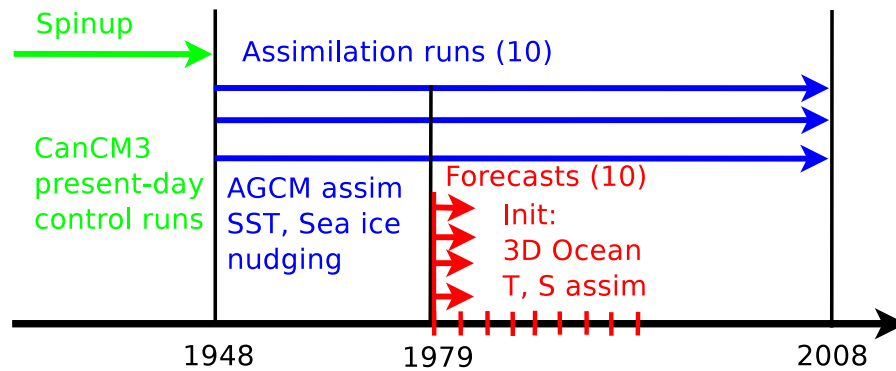 Spinup
Assimilation runs (10)
CanCM3
present-day
control runs
AGCM assim
SST, Sea ice
nudging
Forecasts (10)
Init:
3D Ocean
T, S assim
1948
1979
2008